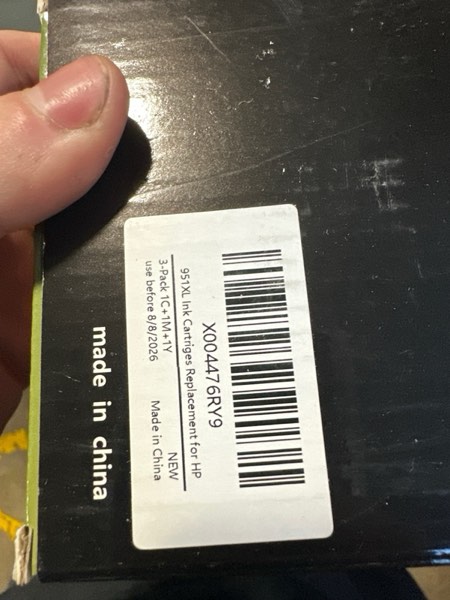 X004476RY9
951XL Ink Cartriges Replacement for HP
3-Pack 1C+1M+1Y NEW
use before 8/8/2026 Made in China
made in china